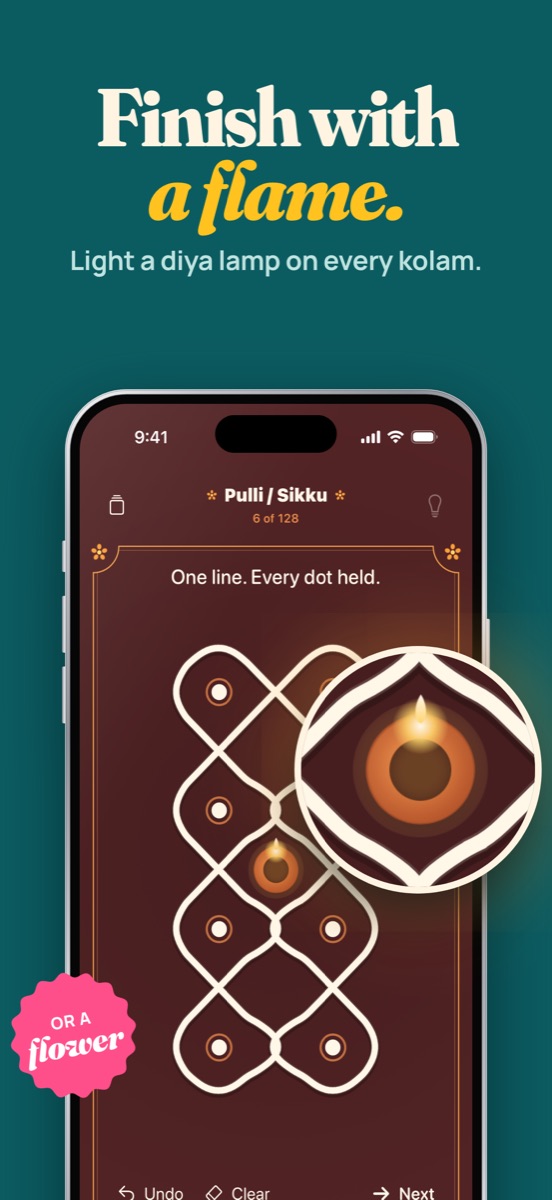 Finish with
a flame.
Light a diya lamp on every kolam.
9:41
Pulli / Sikku
6 of 128
One line. Every dot held.
OR A
flower
Undo Clear Next